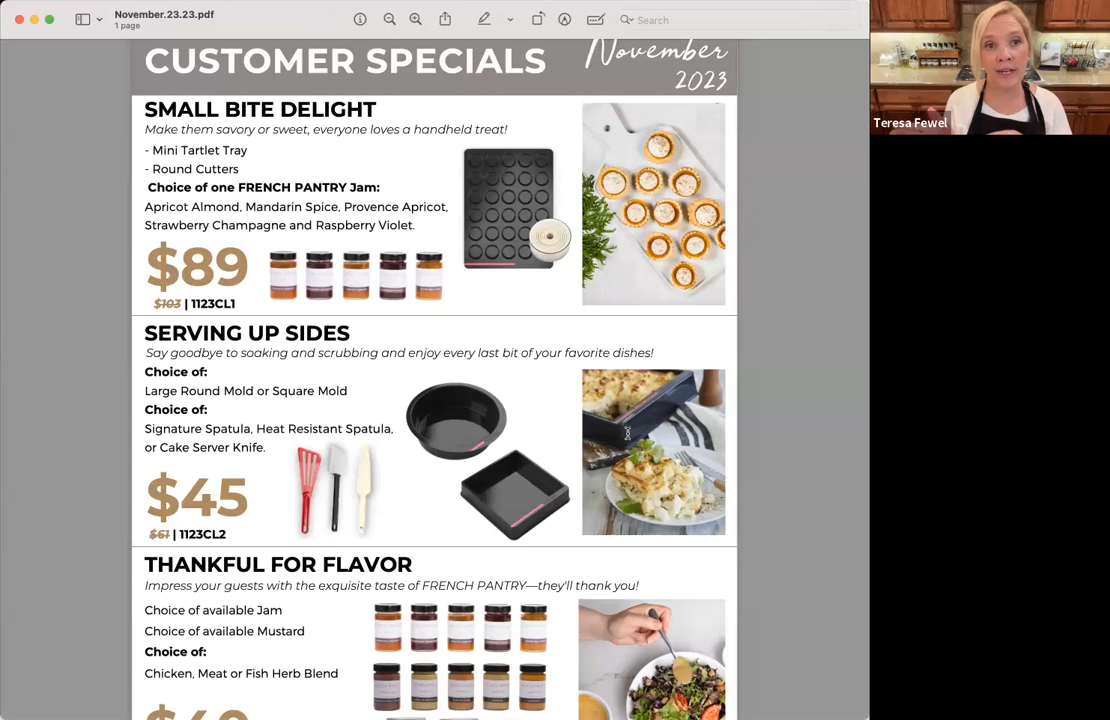 November.23.23.pdf
1 page
Search
CUSTOMER SPECIALS
November
2023
Teresa Fewel
SMALL BITE DELIGHT
Make them savory or sweet, everyone loves a handheld treat!
- Mini Tartlet Tray
- Round Cutters
Choice of one FRENCH PANTRY Jam:
Apricot Almond, Mandarin Spice, Provence Apricot,
Strawberry Champagne and Raspberry Violet.
$89
$103 | 1123CL1
SERVING UP SIDES
Say goodbye to soaking and scrubbing and enjoy every last bit of your favorite dishes!
Choice of:
Large Round Mold or Square Mold
Choice of:
Signature Spatula, Heat Resistant Spatula,
or Cake Server Knife.
$45
$61 | 1123CL2
THANKFUL FOR FLAVOR
Impress your guests with the exquisite taste of FRENCH PANTRY—they'll thank you!
Choice of available Jam
Choice of available Mustard
Choice of:
Chicken, Meat or Fish Herb Blend